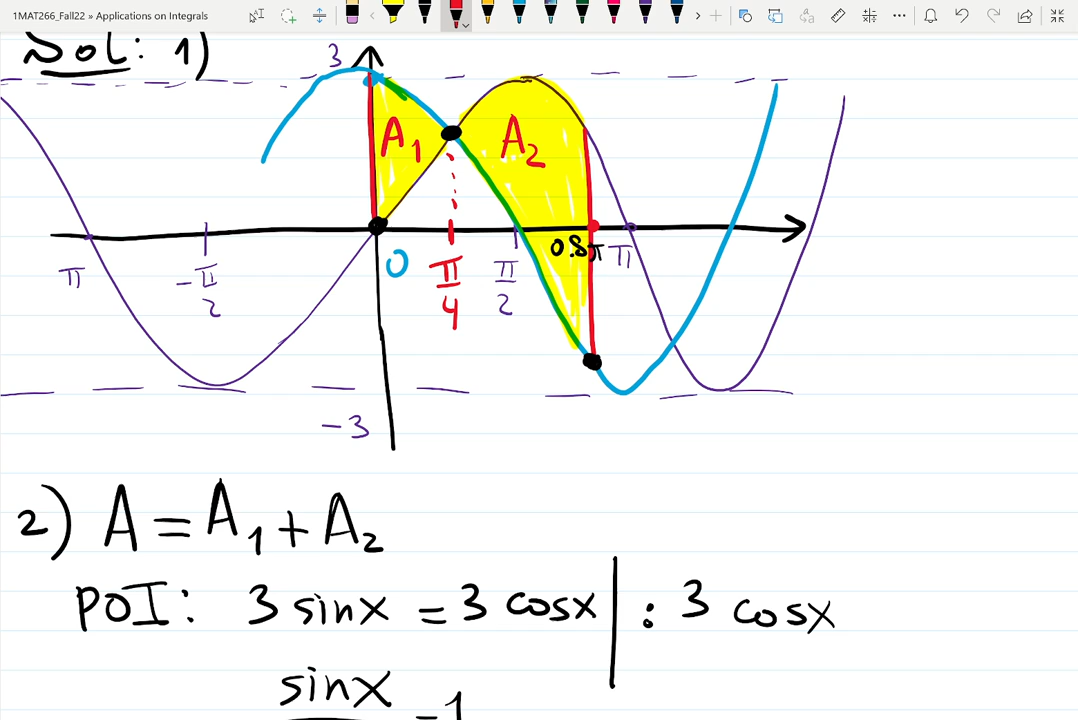 1MAT266_Fall22 » Applications on Integrals
Sol: 1)
3
A1
A2
π
-π/2
0
π/4
π/2
0.8π
π
-3
2) A = A1 + A2
POI: 3 sinx = 3 cosx | : 3 cosx
sinx
=1